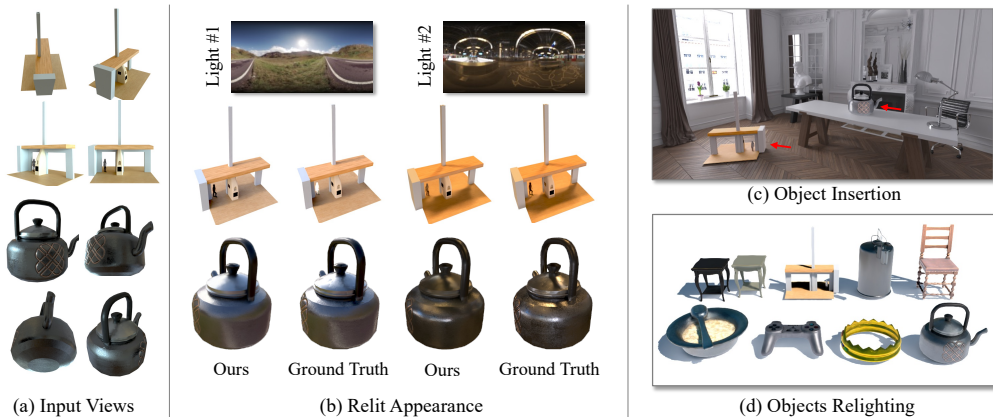 Light #1
Light #2
Ours
Ground Truth
Ours
Ground Truth
(a) Input Views
(b) Relit Appearance
(c) Object Insertion
(d) Objects Relighting